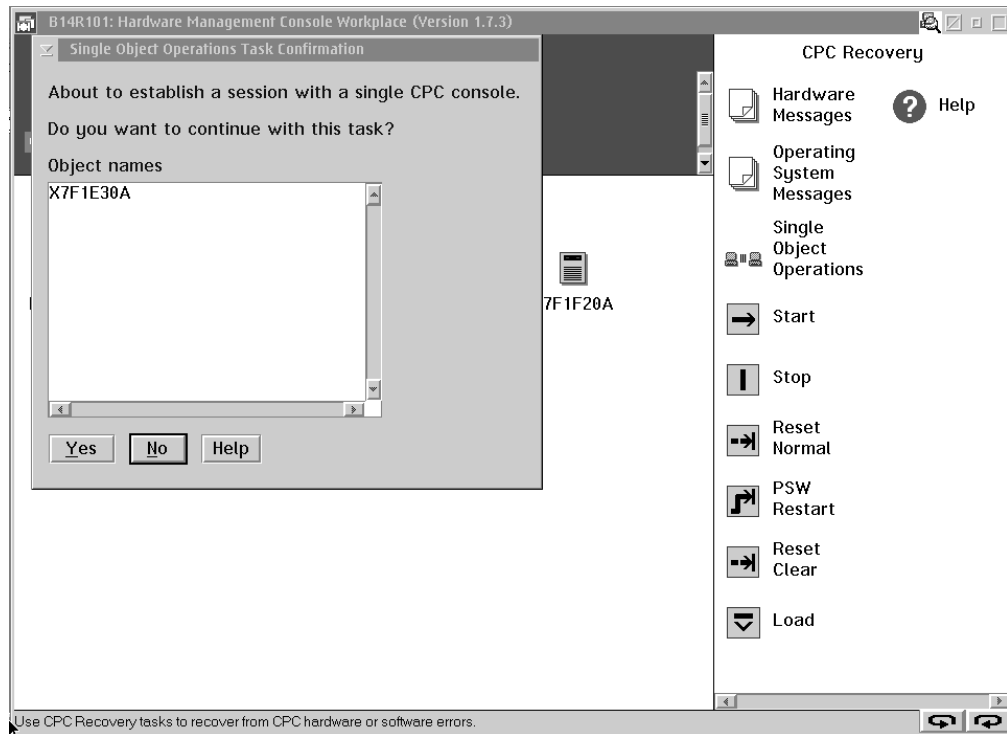 B14R101: Hardware Management Console Workplace (Version 1.7.3)
Single Object Operations Task Confirmation
About to establish a session with a single CPC console.
Do you want to continue with this task?
Object names
X7F1E30A
Yes
No
Help
7F1F20A
CPC Recovery
Hardware
Messages
Help
Operating
System
Messages
Single
Object
Operations
Start
Stop
Reset
Normal
PSW
Restart
Reset
Clear
Load
Use CPC Recovery tasks to recover from CPC hardware or software errors.